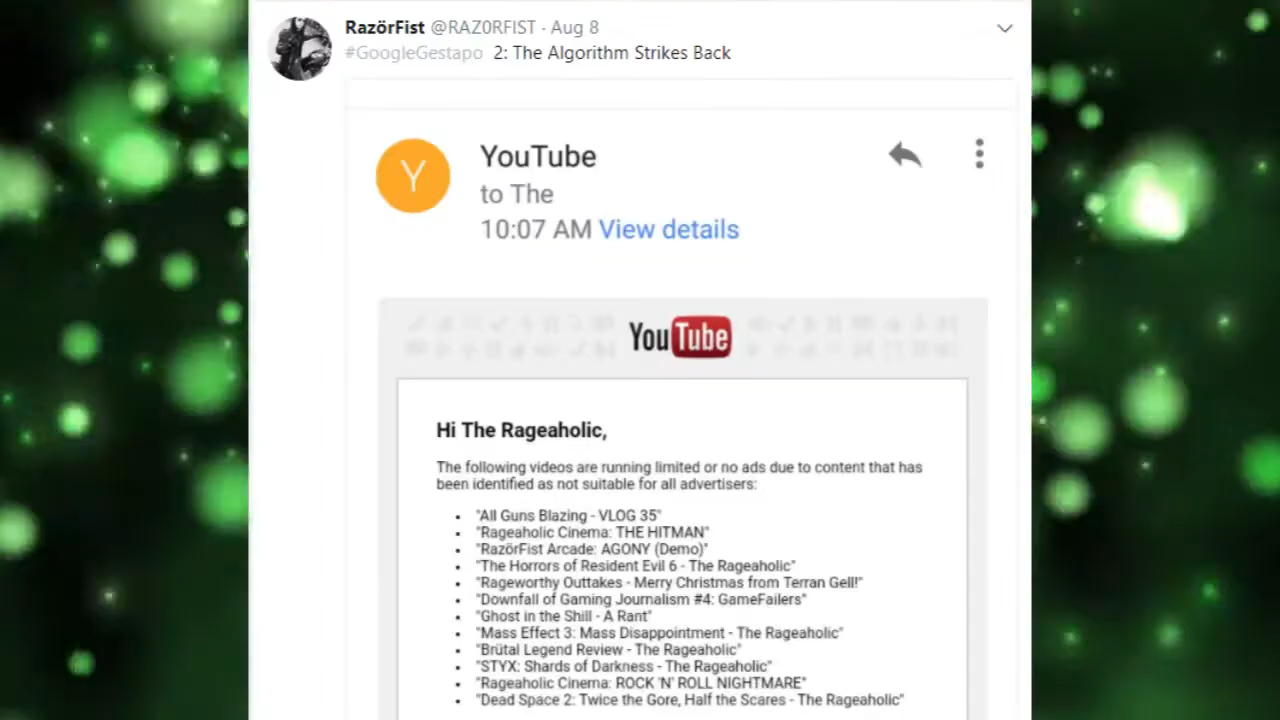 RazörFist @RAZ0RFIST · Aug 8
#GoogleGestapo 2: The Algorithm Strikes Back
Y
YouTube
to The
10:07 AM View details
YouTube
Hi The Rageaholic,
The following videos are running limited or no ads due to content that has
been identified as not suitable for all advertisers:
• "All Guns Blazing - VLOG 35"
• "Rageaholic Cinema: THE HITMAN"
• "RazörFist Arcade: AGONY (Demo)"
• "The Horrors of Resident Evil 6 - The Rageaholic"
• "Rageworthy Outtakes - Merry Christmas from Terran Gell!"
• "Downfall of Gaming Journalism #4: GameFailers"
• "Ghost in the Shill - A Rant"
• "Mass Effect 3: Mass Disappointment - The Rageaholic"
• "Brütal Legend Review - The Rageaholic"
• "STYX: Shards of Darkness - The Rageaholic"
• "Rageaholic Cinema: ROCK 'N' ROLL NIGHTMARE"
• "Dead Space 2: Twice the Gore, Half the Scares - The Rageaholic"